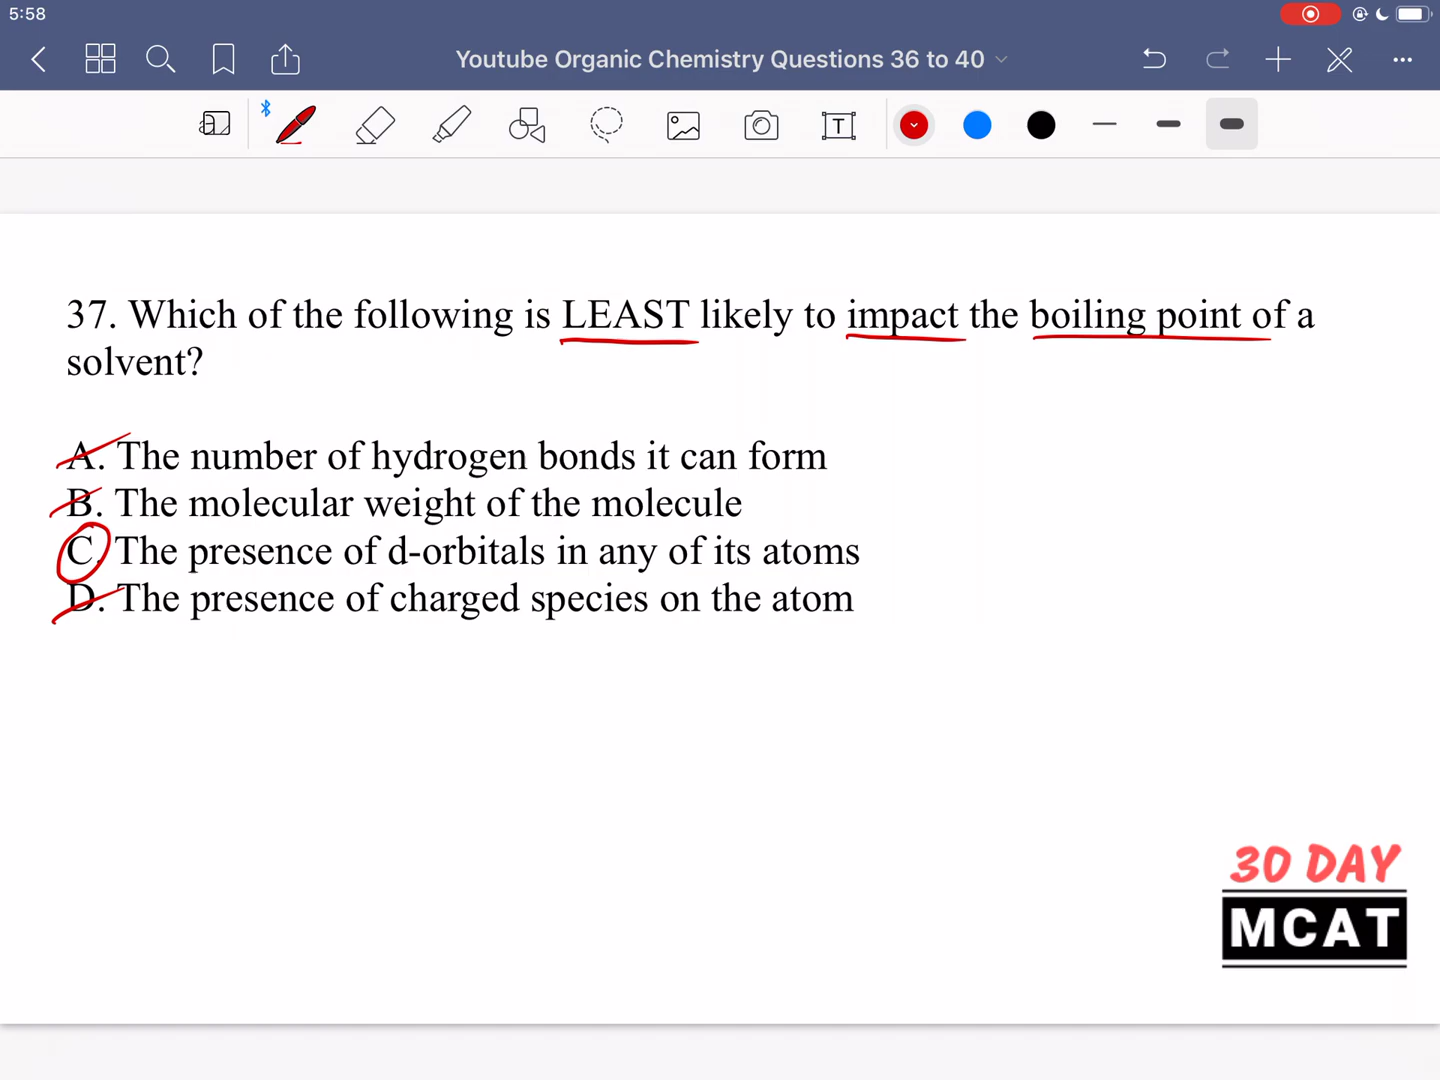 5:58
Youtube Organic Chemistry Questions 36 to 40
T
37. Which of the following is LEAST likely to impact the boiling point of a
solvent?
A. The number of hydrogen bonds it can form
B. The molecular weight of the molecule
C. The presence of d-orbitals in any of its atoms
D. The presence of charged species on the atom
30 DAY
MCAT